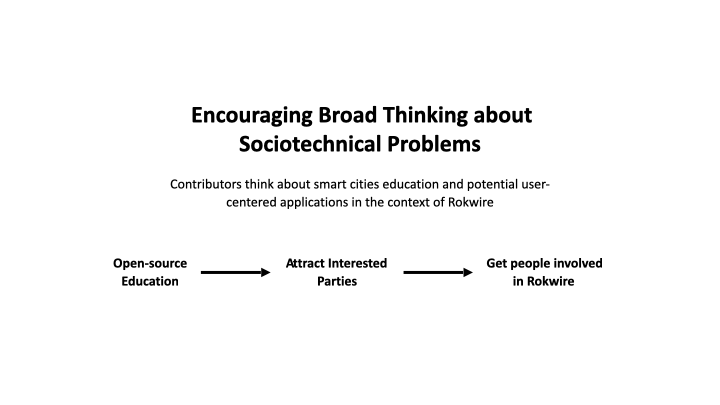 Encouraging Broad Thinking about
Sociotechnical Problems
Contributors think about smart cities education and potential user-
centered applications in the context of Rokwire
Open-source
Education
Attract Interested
Parties
Get people involved
in Rokwire